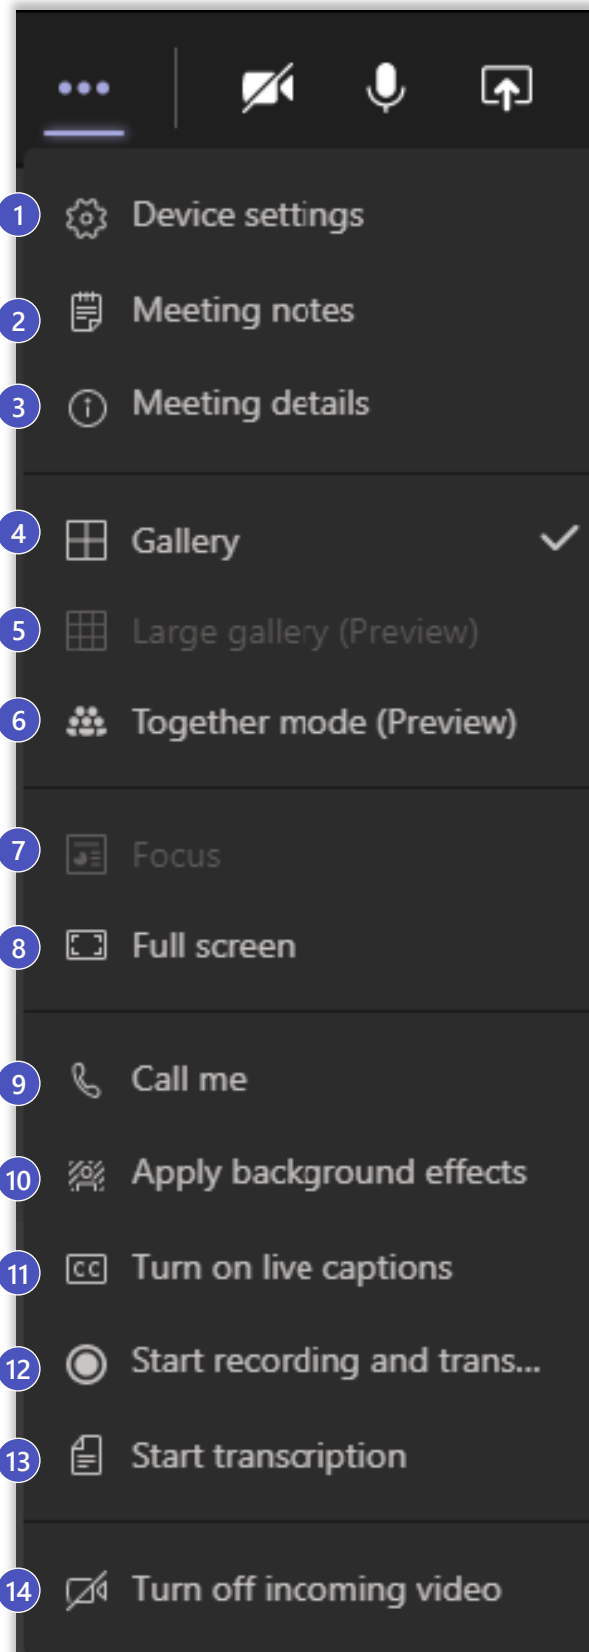 1 Device settings
2 Meeting notes
3 Meeting details
4 Gallery
5 Large gallery (Preview)
6 Together mode (Preview)
7 Focus
8 Full screen
9 Call me
10 Apply background effects
11 CC Turn on live captions
12 Start recording and trans...
13 Start transcription
14 Turn off incoming video